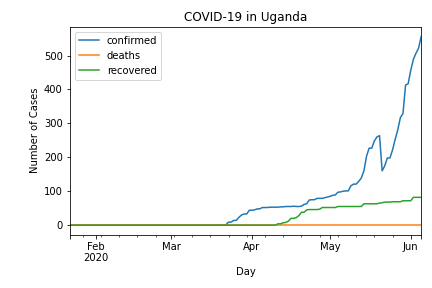 COVID-19 in Uganda
confirmed
deaths
recovered
Number of Cases
500
400
300
200
100
0
Feb Mar Apr May Jun
2020
Day